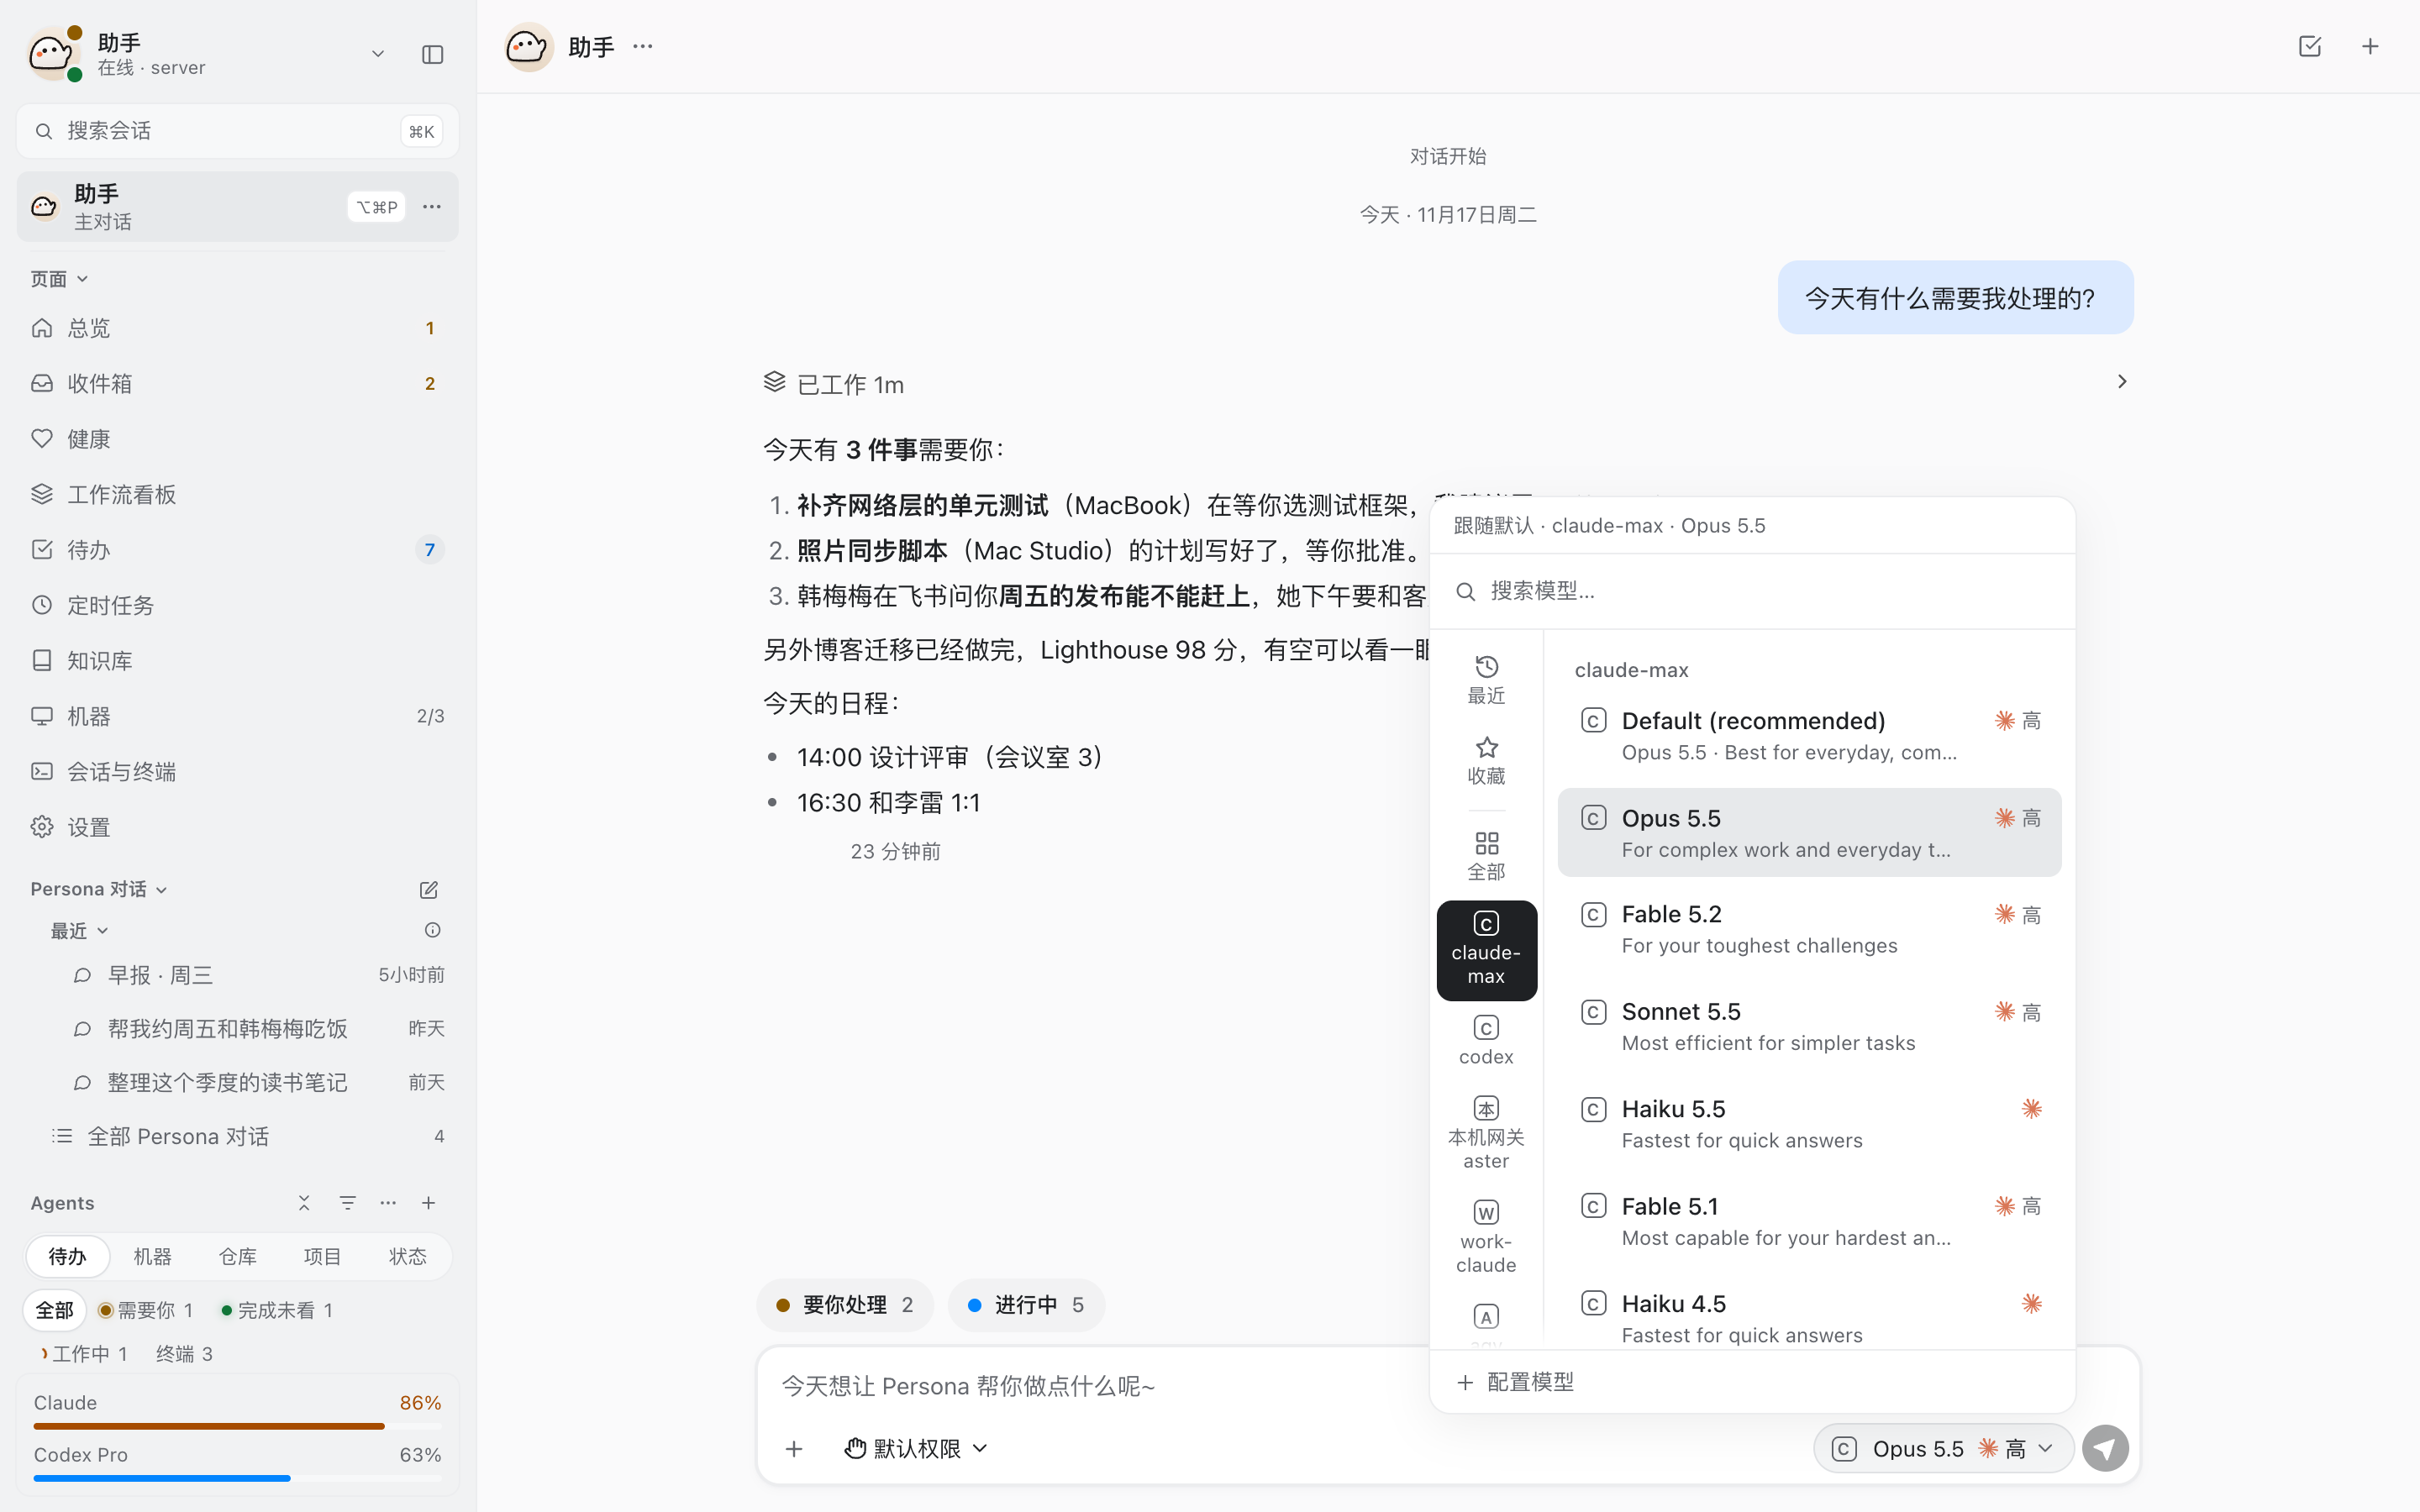 助手
在线 · server
搜索会话
⌘K
助手
主对话
⌥⌘P
页面
总览
1
收件箱
2
健康
工作流看板
待办
7
定时任务
知识库
机器
2/3
会话与终端
设置
Persona 对话
最近
早报 · 周三
5小时前
帮我约周五和韩梅梅吃饭
昨天
整理这个季度的读书笔记
前天
全部 Persona 对话
4
Agents
待办
机器
仓库
项目
状态
全部
需要你 1
完成未看 1
工作中 1
终端 3
Claude
86%
Codex Pro
63%
助手
对话开始
今天 · 11月17日周二
今天有什么需要我处理的?
已工作 1m
今天有 3 件事需要你：
1. 补齐网络层的单元测试（MacBook）在等你选测试框架，
2. 照片同步脚本（Mac Studio）的计划写好了，等你批准。
3. 韩梅梅在飞书问你周五的发布能不能赶上，她下午要和客
另外博客迁移已经做完，Lighthouse 98 分，有空可以看一眼
今天的日程：
14:00 设计评审（会议室 3）
16:30 和李雷 1:1
23 分钟前
要你处理 2
进行中 5
今天想让 Persona 帮你做点什么呢~
默认权限
C Opus 5.5 高
跟随默认 · claude-max · Opus 5.5
搜索模型...
最近
收藏
全部
C
claude-
max
C
codex
本
本机网关
aster
W
work-
claude
A
claude-max
C Default (recommended) 高
Opus 5.5 · Best for everyday, com...
C Opus 5.5 高
For complex work and everyday t...
C Fable 5.2 高
For your toughest challenges
C Sonnet 5.5 高
Most efficient for simpler tasks
C Haiku 5.5
Fastest for quick answers
C Fable 5.1 高
Most capable for your hardest an...
C Haiku 4.5
Fastest for quick answers
配置模型